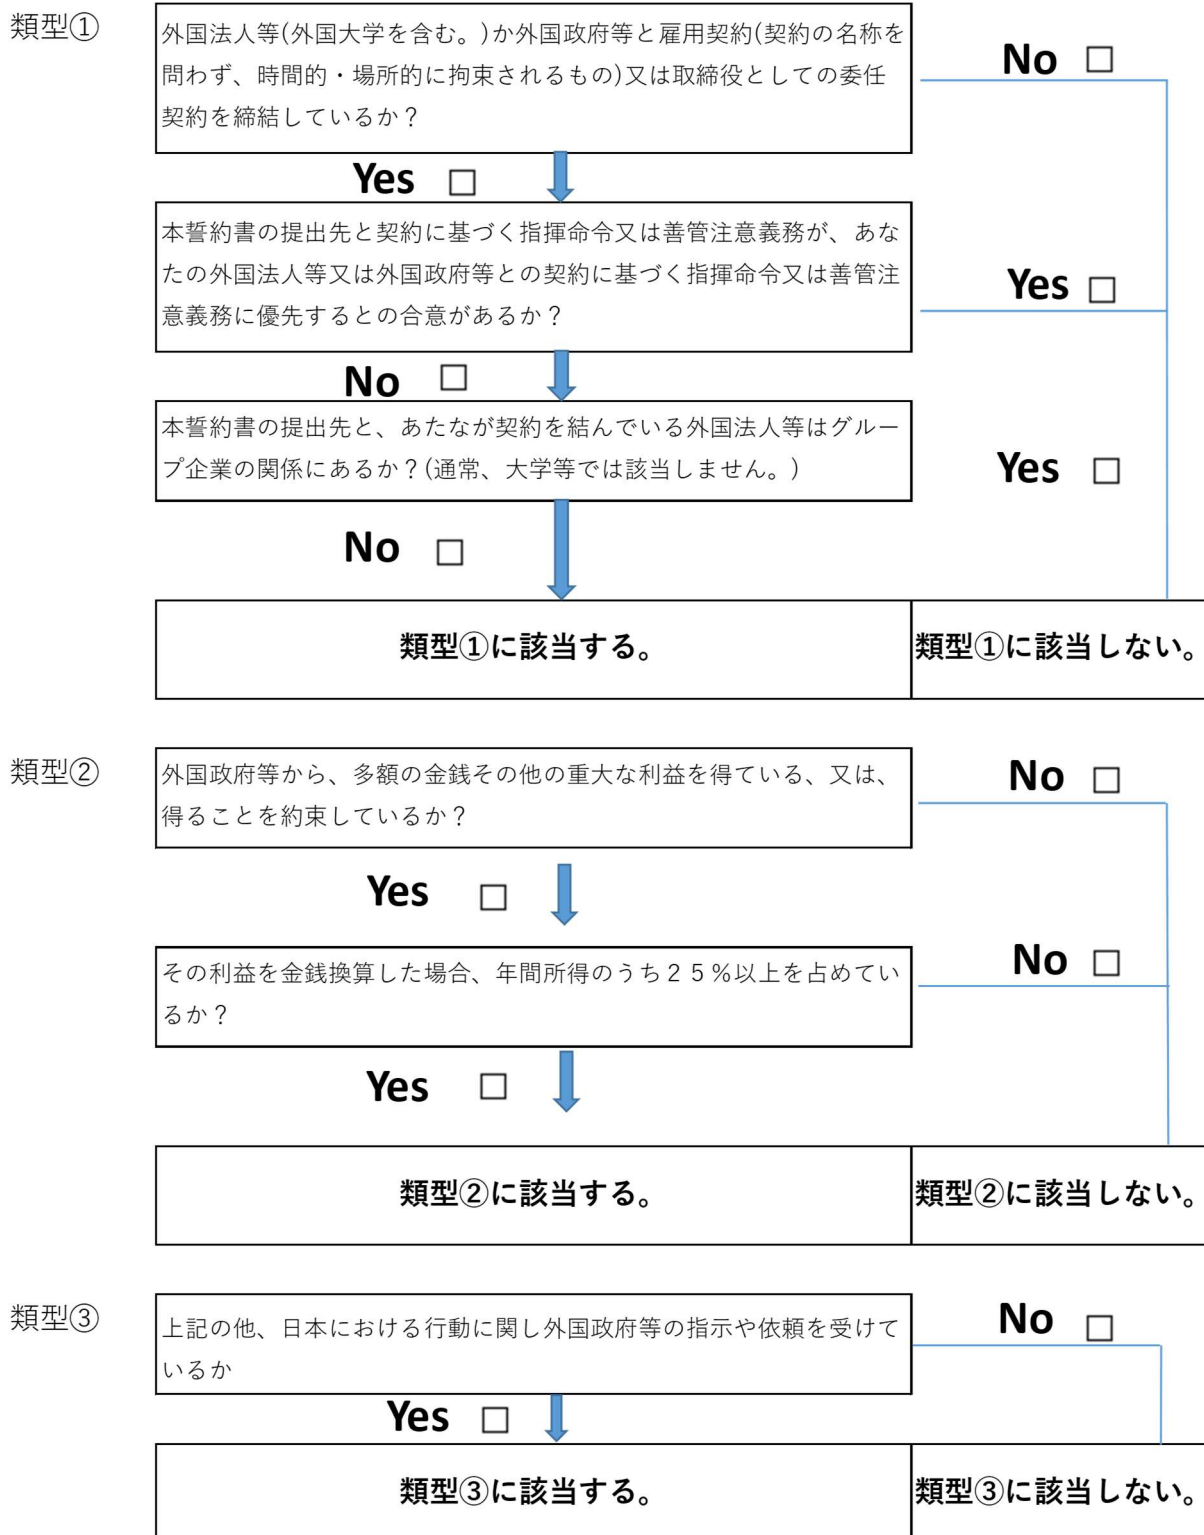 類型①
外国法人等(外国大学を含む。)か外国政府等と雇用契約(契約の名称を
問わず、時間的・場所的に拘束されるもの)又は取締役としての委任
契約を締結しているか？
No □
Yes □
本誓約書の提出先と契約に基づく指揮命令又は善管注意義務が、あな
たの外国法人等又は外国政府等との契約に基づく指揮命令又は善管注
意義務に優先するとの合意があるか？
Yes □
No □
本誓約書の提出先と、あたなが契約を結んでいる外国法人等はグルー
プ企業の関係にあるか？(通常、大学等では該当しません。)
Yes □
No □
類型①に該当する。
類型①に該当しない。
類型②
外国政府等から、多額の金銭その他の重大な利益を得ている、又は、
得ることを約束しているか？
No □
Yes □
その利益を金銭換算した場合、年間所得のうち２５%以上を占めてい
るか？
No □
Yes □
類型②に該当する。
類型②に該当しない。
類型③
上記の他、日本における行動に関し外国政府等の指示や依頼を受けて
いるか
No □
Yes □
類型③に該当する。
類型③に該当しない。